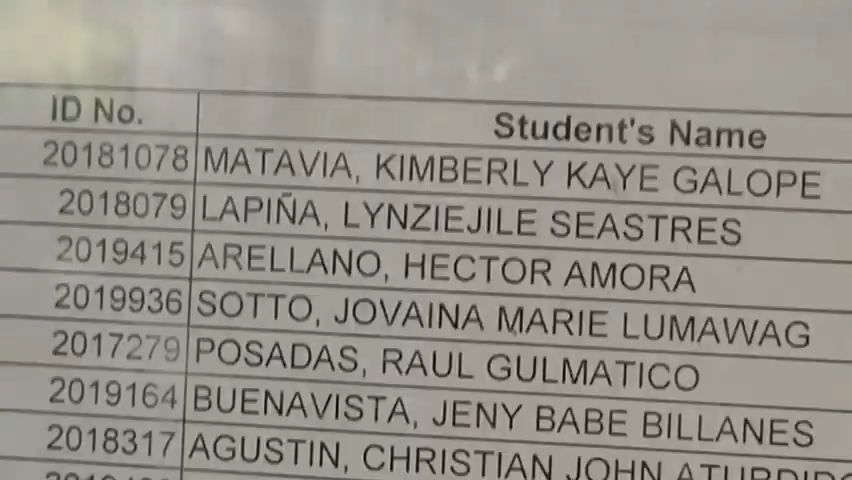 ID No. Student's Name
20181078 MATAVIA, KIMBERLY KAYE GALOPE
2018079 LAPIÑA, LYNZIEJILE SEASTRES
2019415 ARELLANO, HECTOR AMORA
2019936 SOTTO, JOVAINA MARIE LUMAWAG
2017279 POSADAS, RAUL GULMATICO
2019164 BUENAVISTA, JENY BABE BILLANES
2018317 AGUSTIN, CHRISTIAN JOHN